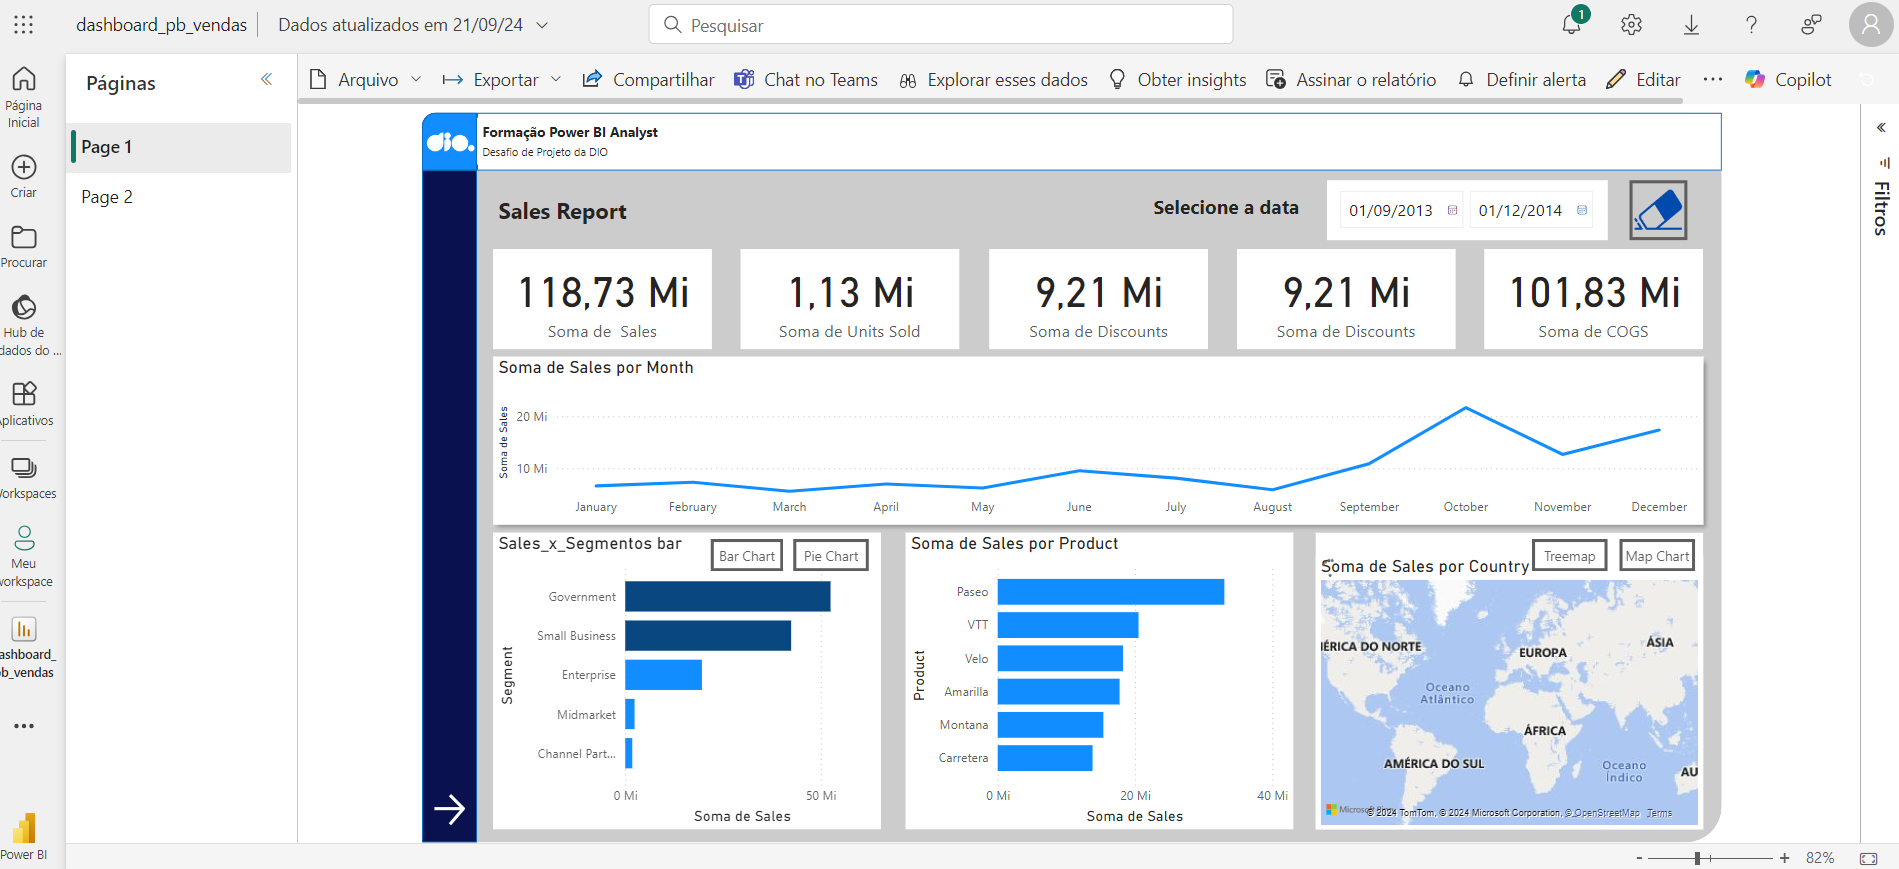 dashboard_pb_vendas
Dados atualizados em 21/09/24
Pesquisar
1
Página
Inicial
Criar
Procurar
Hub de
dados do ...
Aplicativos
Workspaces
Meu
workspace
dashboard_
pb_vendas
Power BI
Páginas
Page 1
Page 2
Arquivo
Exportar
Compartilhar
Chat no Teams
Explorar esses dados
Obter insights
Assinar o relatório
Definir alerta
Editar
Copilot
Filtros
dio.
Formação Power BI Analyst
Desafio de Projeto da DIO
Sales Report
Selecione a data
01/09/2013
01/12/2014
118,73 Mi
Soma de Sales
1,13 Mi
Soma de Units Sold
9,21 Mi
Soma de Discounts
9,21 Mi
Soma de Discounts
101,83 Mi
Soma de COGS
Soma de Sales por Month
Soma de Sales
20 Mi
10 Mi
January
February
March
April
May
June
July
August
September
October
November
December
Sales_x_Segmentos bar
Bar Chart
Pie Chart
Segment
Government
Small Business
Enterprise
Midmarket
Channel Part...
0 Mi
50 Mi
Soma de Sales
Soma de Sales por Product
Product
Paseo
VTT
Velo
Amarilla
Montana
Carretera
0 Mi
20 Mi
40 Mi
Soma de Sales
Soma de Sales por Country
Treemap
Map Chart
ÉRICA DO NORTE
EUROPA
ÁSIA
Oceano
Atlântico
ÁFRICA
AMÉRICA DO SUL
Oceano
Índico
AU
Microsoft Bing
© 2024 TomTom, © 2024 Microsoft Corporation, © OpenStreetMap Terms
82%